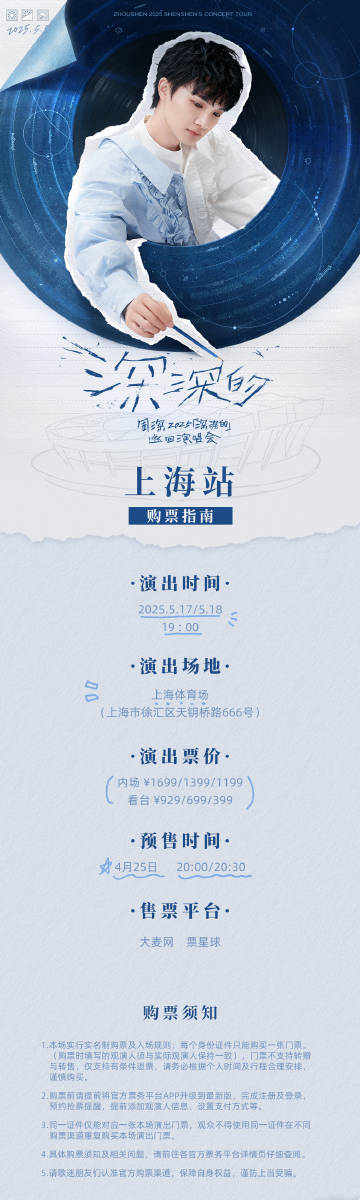 ZHOUSHEN 2025 SHENSHEN'S CONCERT TOUR
2025.5.
深深的
周深2025深深的
巡回演唱会
上海站
购票指南
·演出时间·
2025.5.17/5.18
19:00
·演出场地·
上海体育场
(上海市徐汇区天钥桥路666号)
·演出票价·
内场 ¥1699/1399/1199
看台 ¥929/699/399
·预售时间·
4月25日 20:00/20:30
·售票平台·
大麦网 票星球
购票须知
1.本场实行实名制购票及入场规则,每个身份证件只能购买一张门票。
(购票时填写的观演人须与实际观演人保持一致),门票不支持转赠
与转售,仅支持有条件退票,请务必根据个人时间及行程合理安排,
谨慎购买。
2.购票前请提前将官方票务平台APP升级到最新版,完成注册及登录,
预约抢票提醒,提前添加观演人信息,设置支付方式等。
3.同一证件仅能对应一张本场演出门票,观众不得使用同一证件在不同
购票渠道重复购买本场演出门票。
4.具体购票须知及相关问题,请前往各官方票务平台详情页仔细查阅。
5.请歌迷朋友们认准官方购票渠道,保障自身权益,谨防上当受骗。